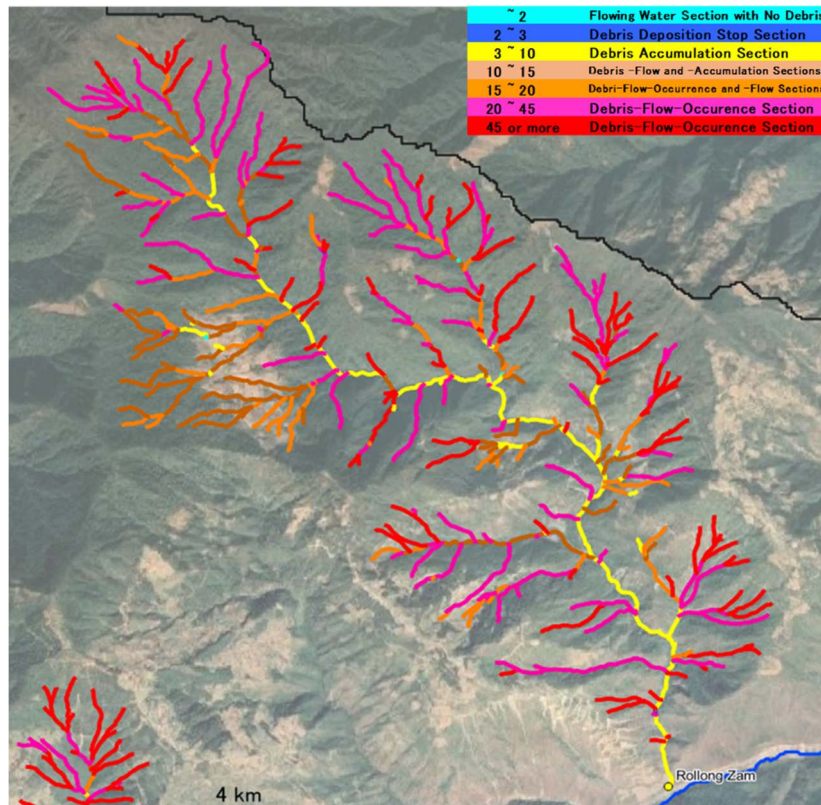 ~ 2 Flowing Water Section with No Debris
2 ~ 3 Debris Deposition Stop Section
3 ~ 10 Debris Accumulation Section
10 ~ 15 Debris -Flow and -Accumulation Sections
15 ~ 20 Debri-Flow-Occurrence and -Flow Sections
20 ~ 45 Debris-Flow-Occurence Section
45 or more Debris-Flow-Occurence Section
Rollong Zam
4 km